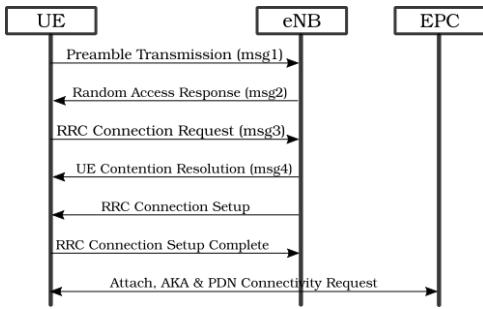 UE eNB EPC
Preamble Transmission (msg1)
Random Access Response (msg2)
RRC Connection Request (msg3)
UE Contention Resolution (msg4)
RRC Connection Setup
RRC Connection Setup Complete
Attach, AKA & PDN Connectivity Request